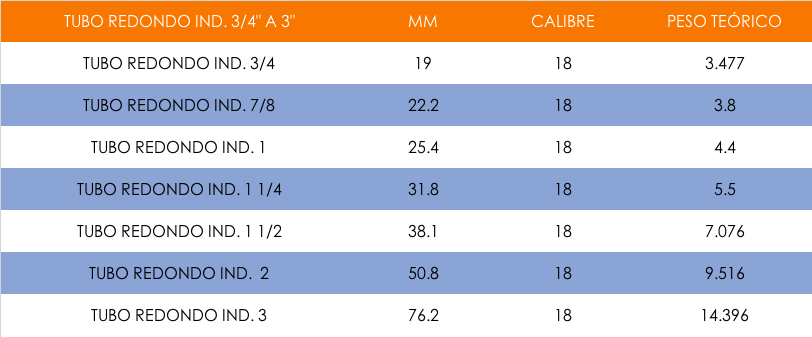 TUBO REDONDO IND. 3/4" A 3" MM CALIBRE PESO TEÓRICO
TUBO REDONDO IND. 3/4 19 18 3.477
TUBO REDONDO IND. 7/8 22.2 18 3.8
TUBO REDONDO IND. 1 25.4 18 4.4
TUBO REDONDO IND. 1 1/4 31.8 18 5.5
TUBO REDONDO IND. 1 1/2 38.1 18 7.076
TUBO REDONDO IND. 2 50.8 18 9.516
TUBO REDONDO IND. 3 76.2 18 14.396